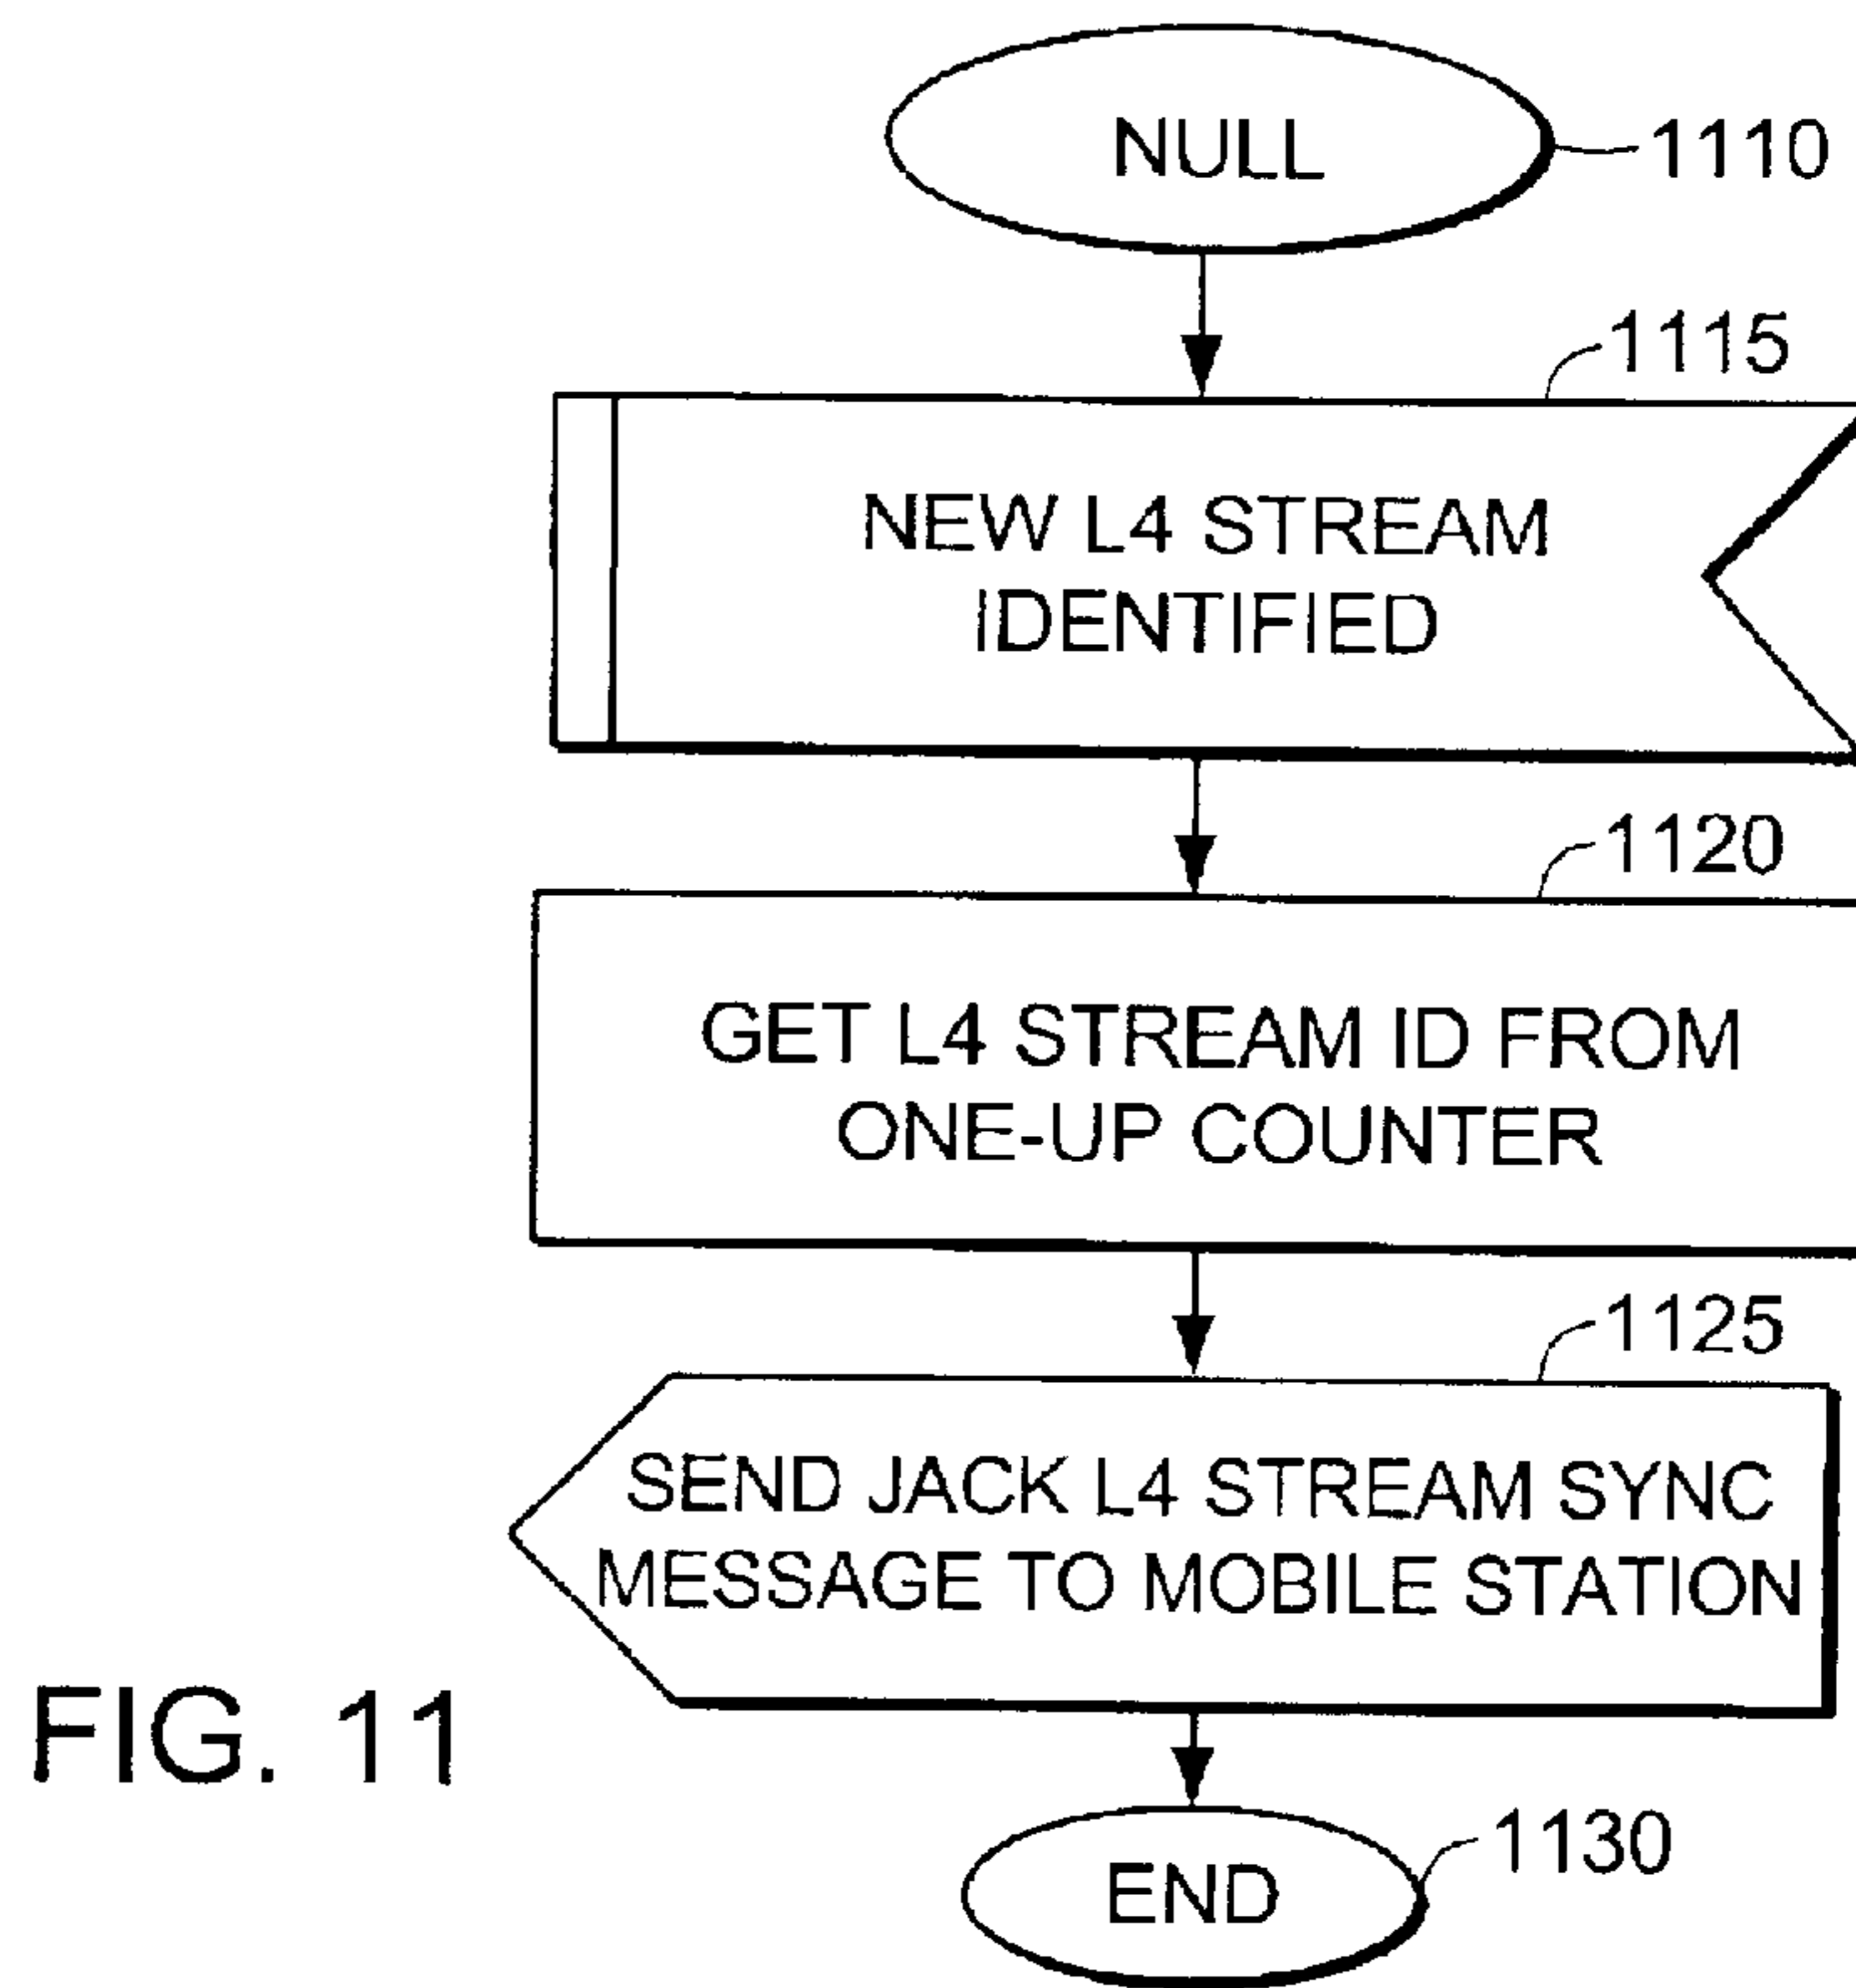 NULL
1110
1115
NEW L4 STREAM
IDENTIFIED
1120
GET L4 STREAM ID FROM
ONE-UP COUNTER
1125
SEND JACK L4 STREAM SYNC
MESSAGE TO MOBILE STATION
FIG. 11
1130
END